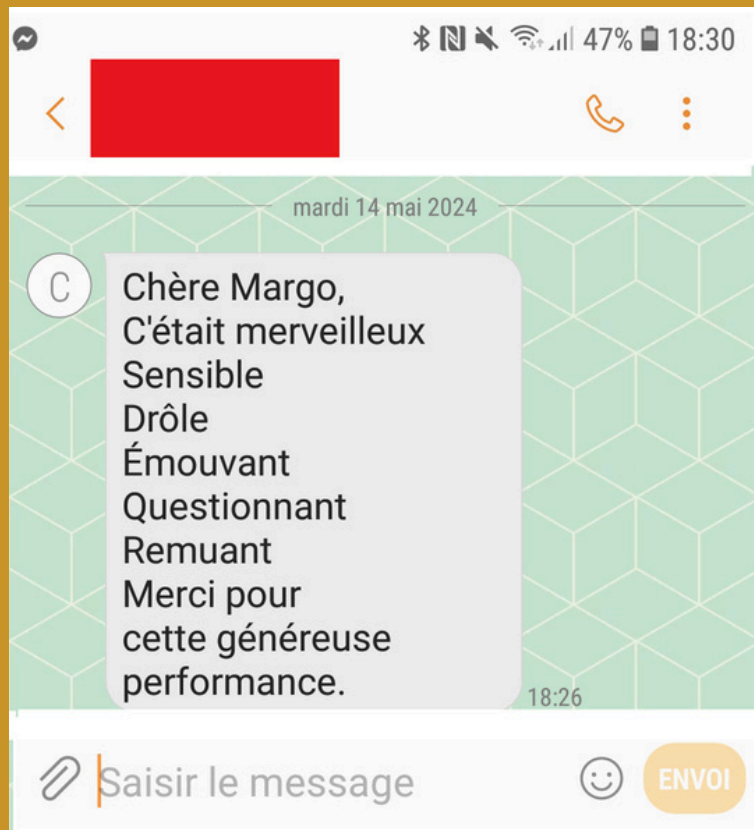 47% 18:30
mardi 14 mai 2024
C
Chère Margo,
C'était merveilleux
Sensible
Drôle
Émouvant
Questionnant
Remuant
Merci pour
cette généreuse
performance.
18:26
Saisir le message
ENVOI